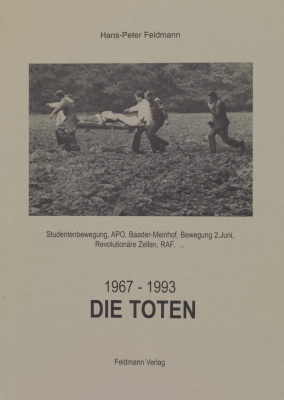 Hans-Peter Feldmann
Studentenbewegung, APO, Baader-Meinhof, Bewegung 2.Juni,
Revolutionäre Zellen, RAF, ...
1967 - 1993
DIE TOTEN
Feldmann Verlag